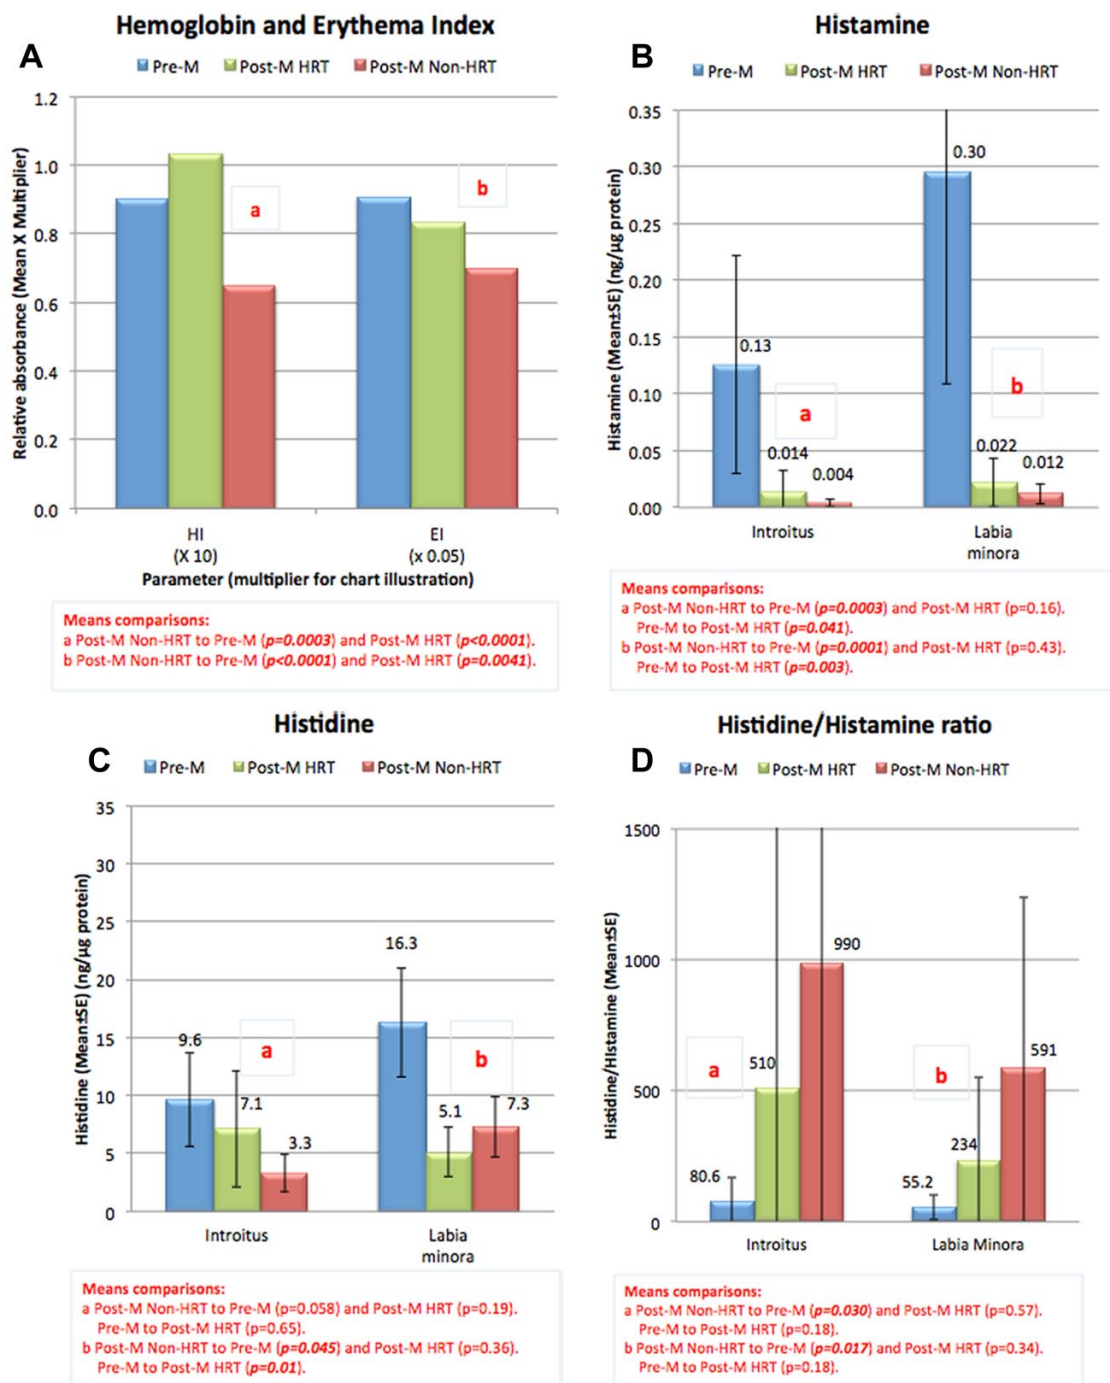 Hemoglobin and Erythema Index
A
Pre-M Post-M HRT Post-M Non-HRT
Relative absorbance (Mean X Multiplier)
1.2
1.0
0.8
0.6
0.4
0.2
0.0
a
b
HI
(X 10)
EI
(x 0.05)
Parameter (multiplier for chart illustration)
Means comparisons:
a Post-M Non-HRT to Pre-M (p=0.0003) and Post-M HRT (p<0.0001).
b Post-M Non-HRT to Pre-M (p<0.0001) and Post-M HRT (p=0.0041).
Histamine
B
Pre-M Post-M HRT Post-M Non-HRT
Histamine (Mean±SE) (ng/µg protein)
0.35
0.30
0.25
0.20
0.15
0.10
0.05
0.00
0.13
a
0.014
0.004
0.30
b
0.022
0.012
Introitus
Labia
minora
Means comparisons:
a Post-M Non-HRT to Pre-M (p=0.0003) and Post-M HRT (p=0.16).
Pre-M to Post-M HRT (p=0.041).
b Post-M Non-HRT to Pre-M (p=0.0001) and Post-M HRT (p=0.43).
Pre-M to Post-M HRT (p=0.003).
Histidine
C
Pre-M Post-M HRT Post-M Non-HRT
Histidine (Mean±SE) (ng/µg protein)
35
30
25
20
15
10
5
0
9.6
a
7.1
3.3
16.3
b
5.1
7.3
Introitus
Labia
minora
Means comparisons:
a Post-M Non-HRT to Pre-M (p=0.058) and Post-M HRT (p=0.19).
Pre-M to Post-M HRT (p=0.65).
b Post-M Non-HRT to Pre-M (p=0.045) and Post-M HRT (p=0.36).
Pre-M to Post-M HRT (p=0.01).
Histidine/Histamine ratio
D
Pre-M Post-M HRT Post-M Non-HRT
Histidine/HIstamine (Mean±SE)
1500
1000
500
0
80.6
a
510
990
55.2
b
234
591
Introitus
Labia Minora
Means comparisons:
a Post-M Non-HRT to Pre-M (p=0.030) and Post-M HRT (p=0.57).
Pre-M to Post-M HRT (p=0.18).
b Post-M Non-HRT to Pre-M (p=0.017) and Post-M HRT (p=0.34).
Pre-M to Post-M HRT (p=0.18).